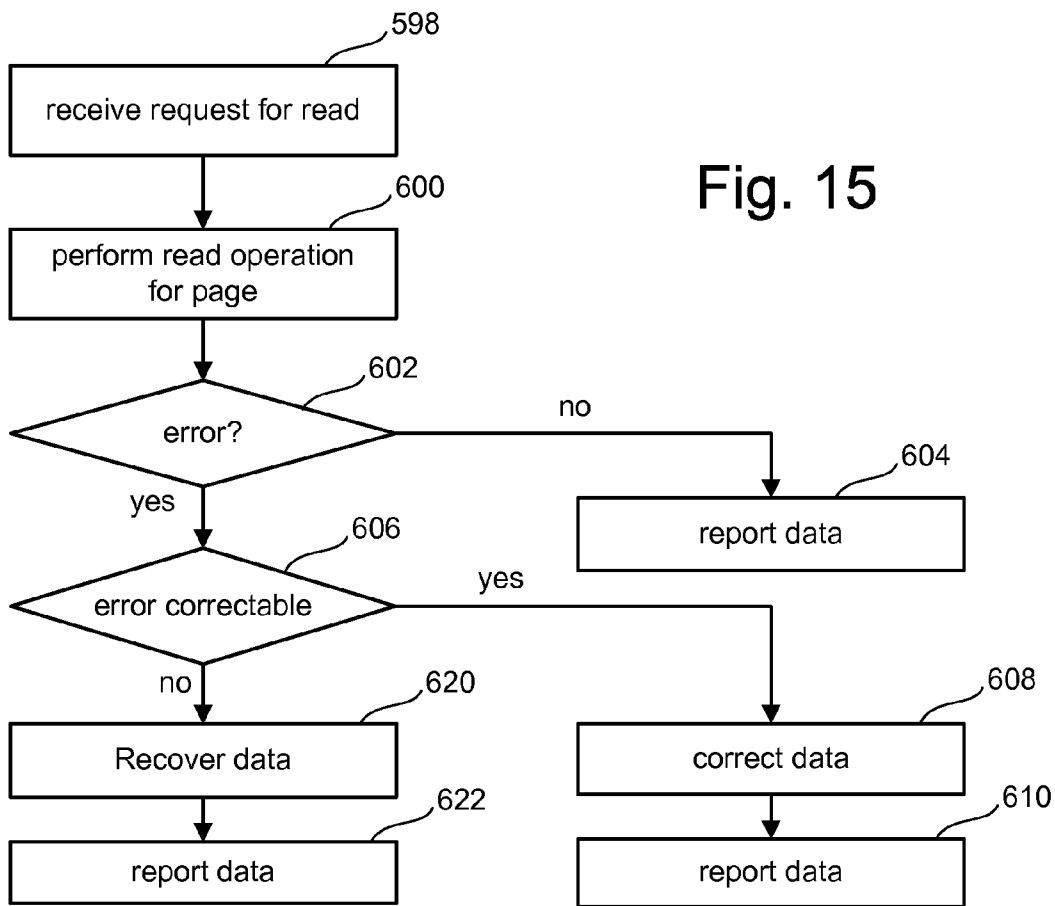 598
receive request for read
Fig. 15
600
perform read operation
for page
602
error?
no
yes
604
report data
606
error correctable
yes
no
620
Recover data
608
correct data
622
report data
610
report data